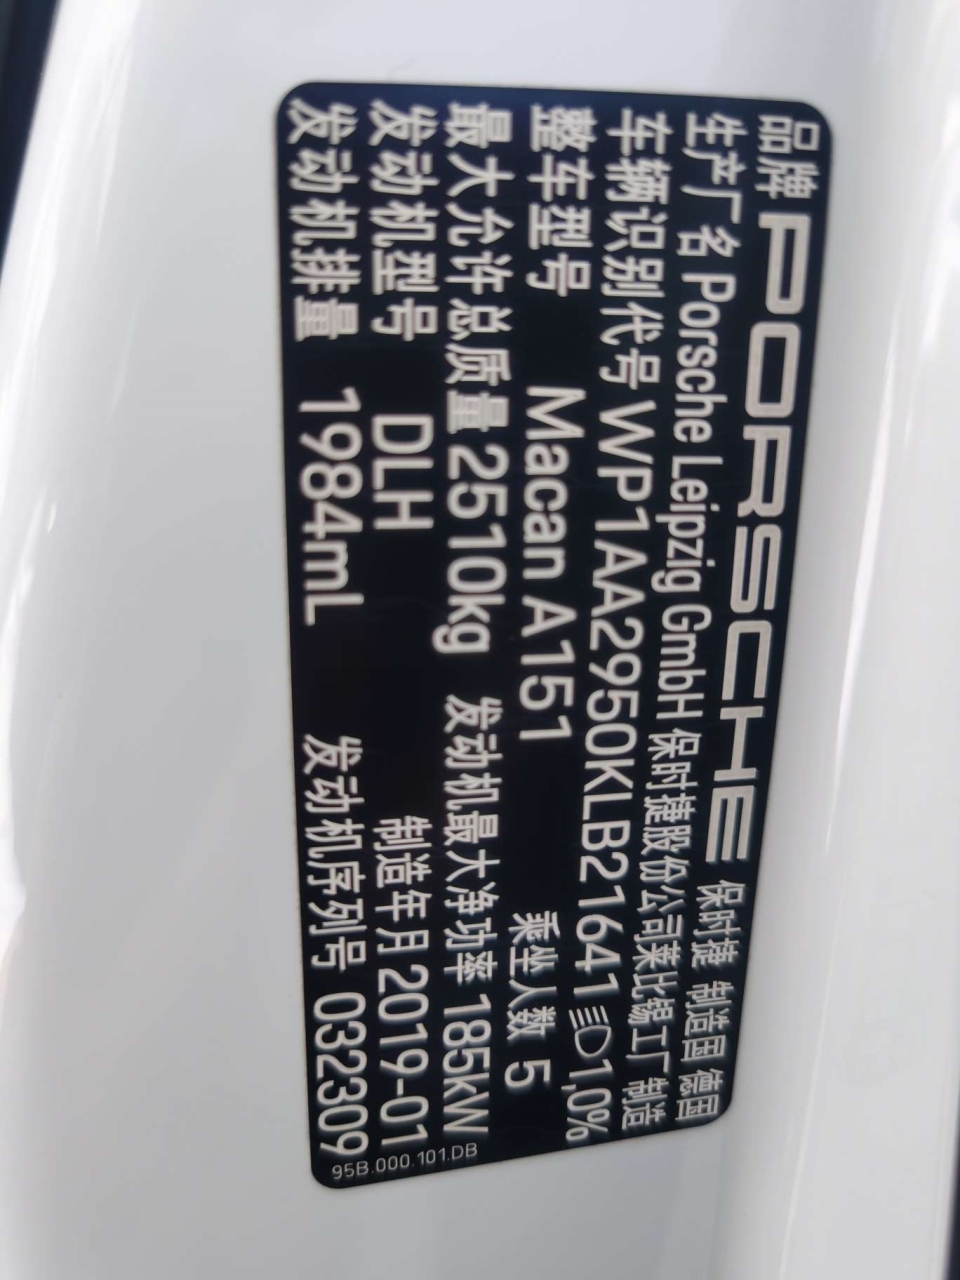 品牌 PORSCHE 保时捷 制造国 德国
生产厂名 Porsche Leipzig GmbH 保时捷股份公司莱比锡工厂 制造
车辆识别代号 WP1AA2950KLB21641 1,0%
整车型号 Macan A151 乘坐人数 5
最大允许总质量 2510kg 发动机最大净功率 185kW
发动机型号 DLH 制造年月 2019-01
发动机排量 1984mL 发动机序列号 032309
95B.000.101.DB